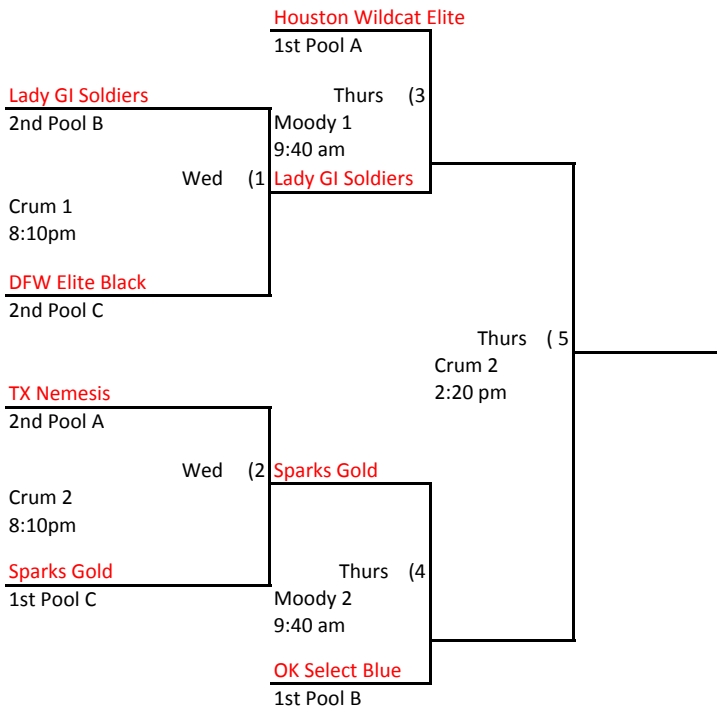 Houston Wildcat Elite
1st Pool A
Lady GI Soldiers
Thurs (3
2nd Pool B
Moody 1
9:40 am
Wed (1
Lady GI Soldiers
Crum 1
8:10pm
DFW Elite Black
2nd Pool C
Thurs ( 5
Crum 2
2:20 pm
TX Nemesis
2nd Pool A
Wed (2
Sparks Gold
Crum 2
8:10pm
Sparks Gold
Thurs (4
1st Pool C
Moody 2
9:40 am
OK Select Blue
1st Pool B